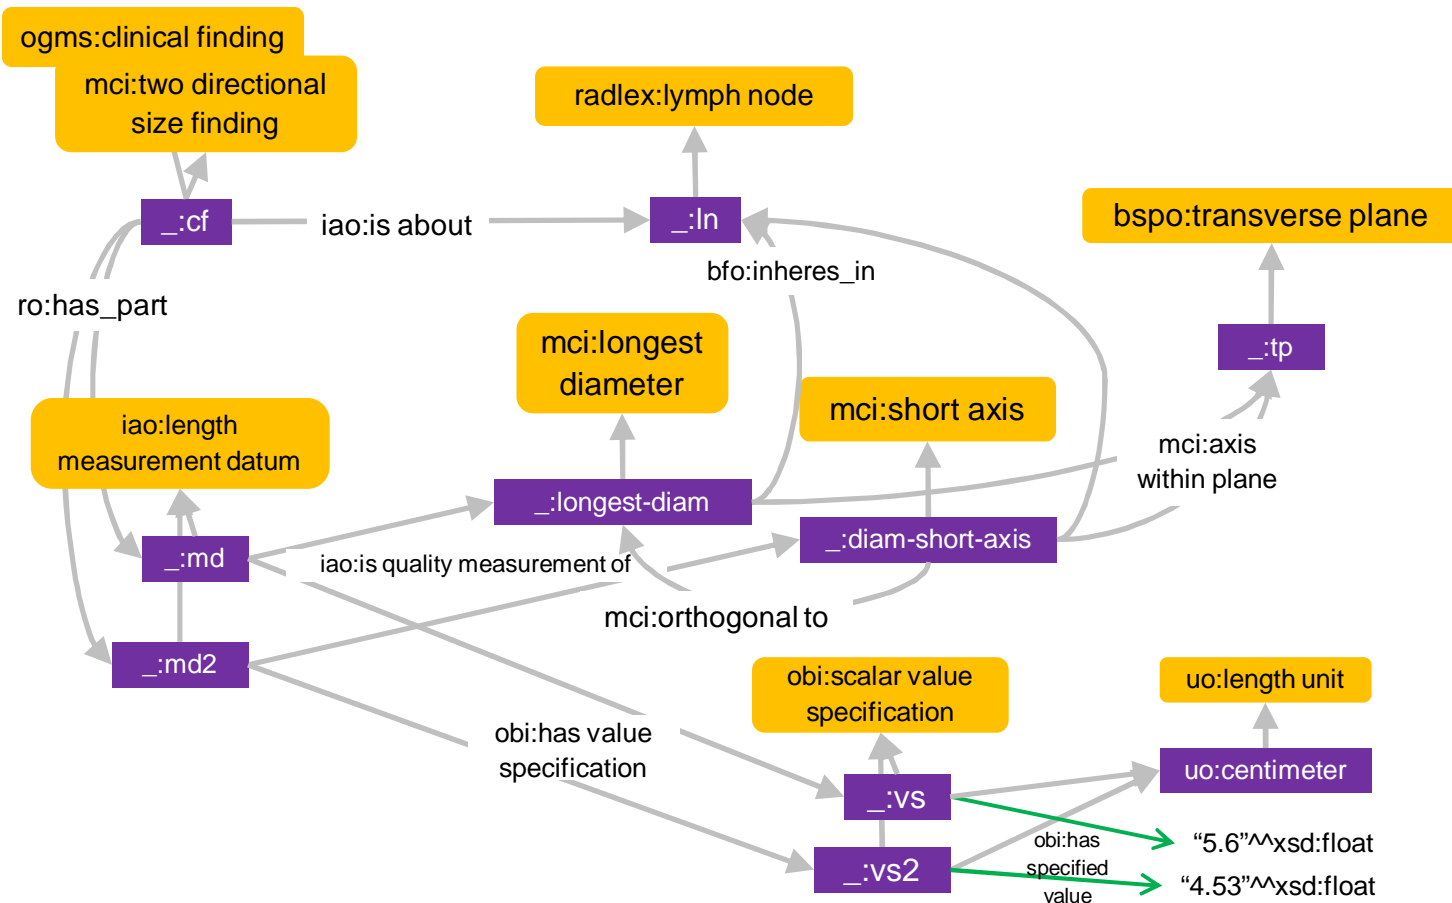 ogms:clinical finding
mci:two directional
size finding
radlex:lymph node
bspo:transverse plane
_:cf
iao:is about
_:ln
bfo:inheres_in
ro:has_part
_:tp
mci:longest
diameter
mci:short axis
iao:length
measurement datum
mci:axis
within plane
_:longest-diam
_:diam-short-axis
_:md
iao:is quality measurement of
mci:orthogonal to
_:md2
obi:scalar value
specification
uo:length unit
obi:has value
specification
uo:centimeter
_:vs
obi:has
specified
value
“5.6”^^xsd:float
_:vs2
“4.53”^^xsd:float